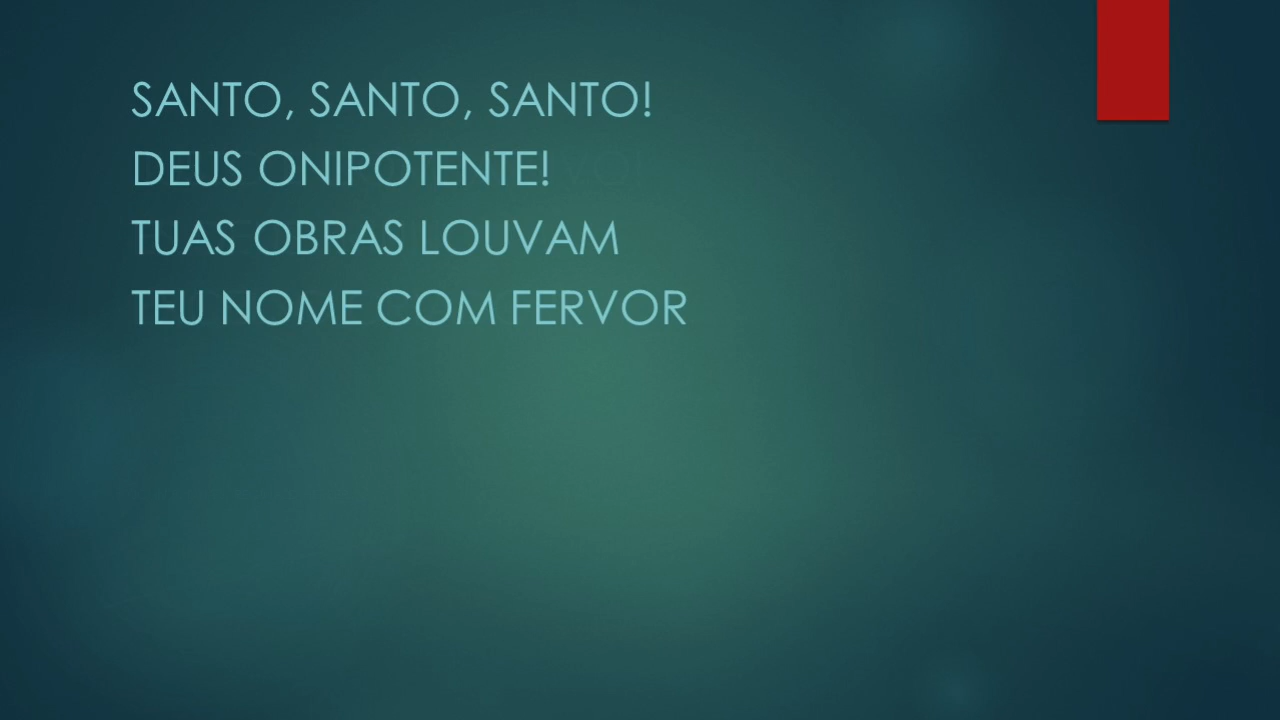 SANTO, SANTO, SANTO!
DEUS ONIPOTENTE!
TUAS OBRAS LOUVAM
TEU NOME COM FERVOR